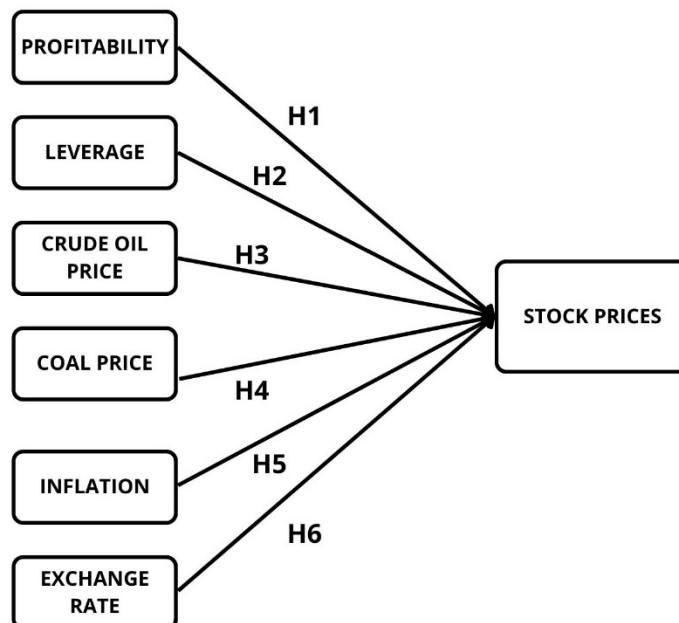 PROFITABILITY
H1
LEVERAGE
H2
CRUDE OIL
PRICE
H3
STOCK PRICES
COAL PRICE
H4
INFLATION
H5
H6
EXCHANGE
RATE